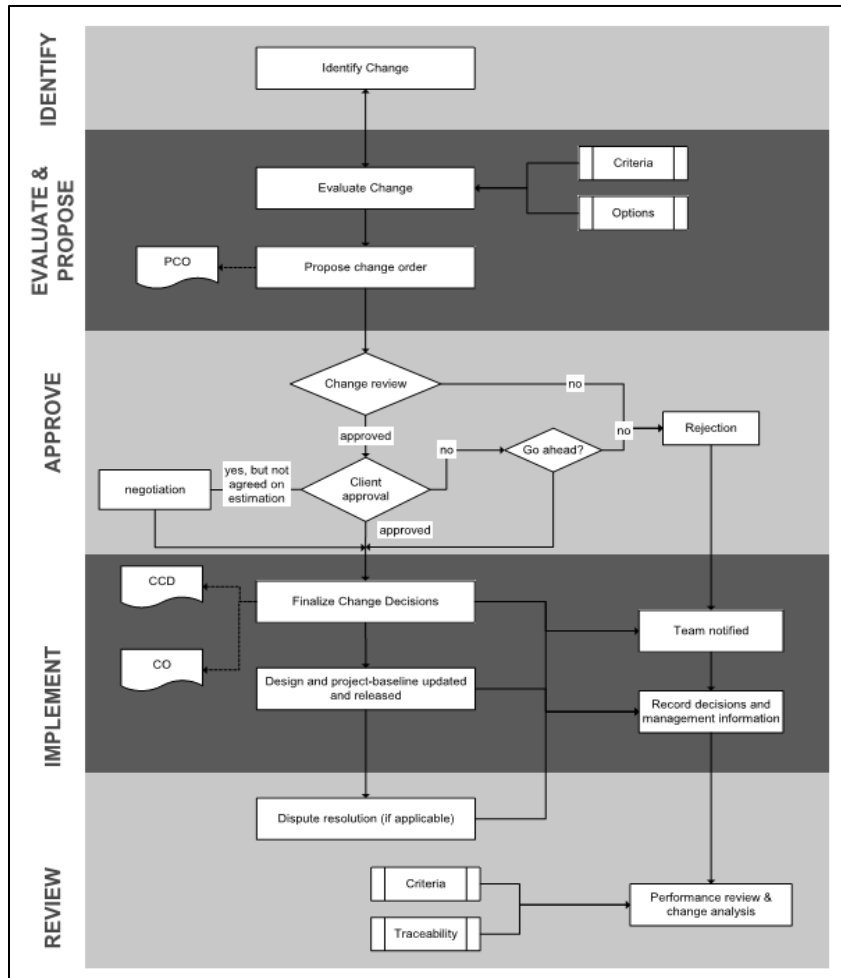 IDENTIFY
Identify Change
EVALUATE &
PROPOSE
Evaluate Change
Criteria
Options
PCO
Propose change order
APPROVE
Change review
no
approved
no
Go ahead?
no
Rejection
negotiation
yes, but not
agreed on
estimation
Client
approval
approved
IMPLEMENT
CCD
Finalize Change Decisions
Team notified
CO
Design and project-baseline updated
and released
Record decisions and
management information
REVIEW
Dispute resolution (if applicable)
Criteria
Traceability
Performance review &
change analysis